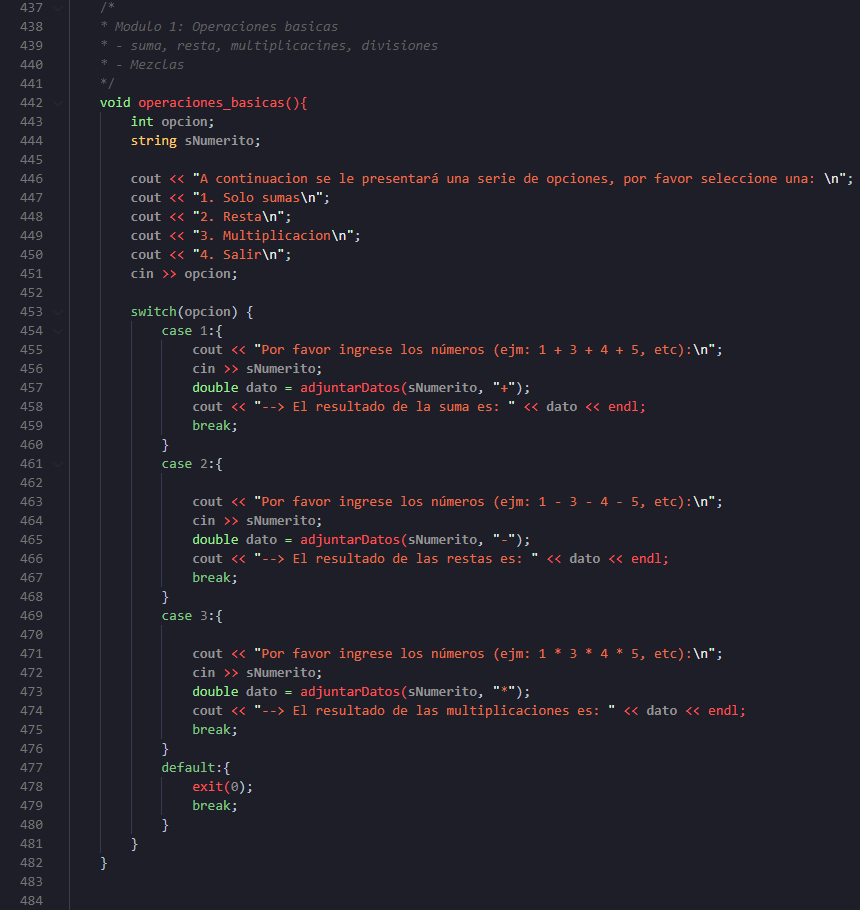 437 /*
438 * Modulo 1: Operaciones basicas
439 * - suma, resta, multiplicacines, divisiones
440 * - Mezclas
441 */
442 void operaciones_basicas(){
443 int opcion;
444 string sNumerito;
445
446 cout << "A continuacion se le presentará una serie de opciones, por favor seleccione una: \n";
447 cout << "1. Solo sumas\n";
448 cout << "2. Resta\n";
449 cout << "3. Multiplicacion\n";
450 cout << "4. Salir\n";
451 cin >> opcion;
452
453 switch(opcion) {
454 case 1:{
455 cout << "Por favor ingrese los números (ejm: 1 + 3 + 4 + 5, etc):\n";
456 cin >> sNumerito;
457 double dato = adjuntarDatos(sNumerito, "+");
458 cout << "--> El resultado de la suma es: " << dato << endl;
459 break;
460 }
461 case 2:{
462
463 cout << "Por favor ingrese los números (ejm: 1 - 3 - 4 - 5, etc):\n";
464 cin >> sNumerito;
465 double dato = adjuntarDatos(sNumerito, "-");
466 cout << "--> El resultado de las restas es: " << dato << endl;
467 break;
468 }
469 case 3:{
470
471 cout << "Por favor ingrese los números (ejm: 1 * 3 * 4 * 5, etc):\n";
472 cin >> sNumerito;
473 double dato = adjuntarDatos(sNumerito, "*");
474 cout << "--> El resultado de las multiplicaciones es: " << dato << endl;
475 break;
476 }
477 default:{
478 exit(0);
479 break;
480 }
481 }
482 }
483
484